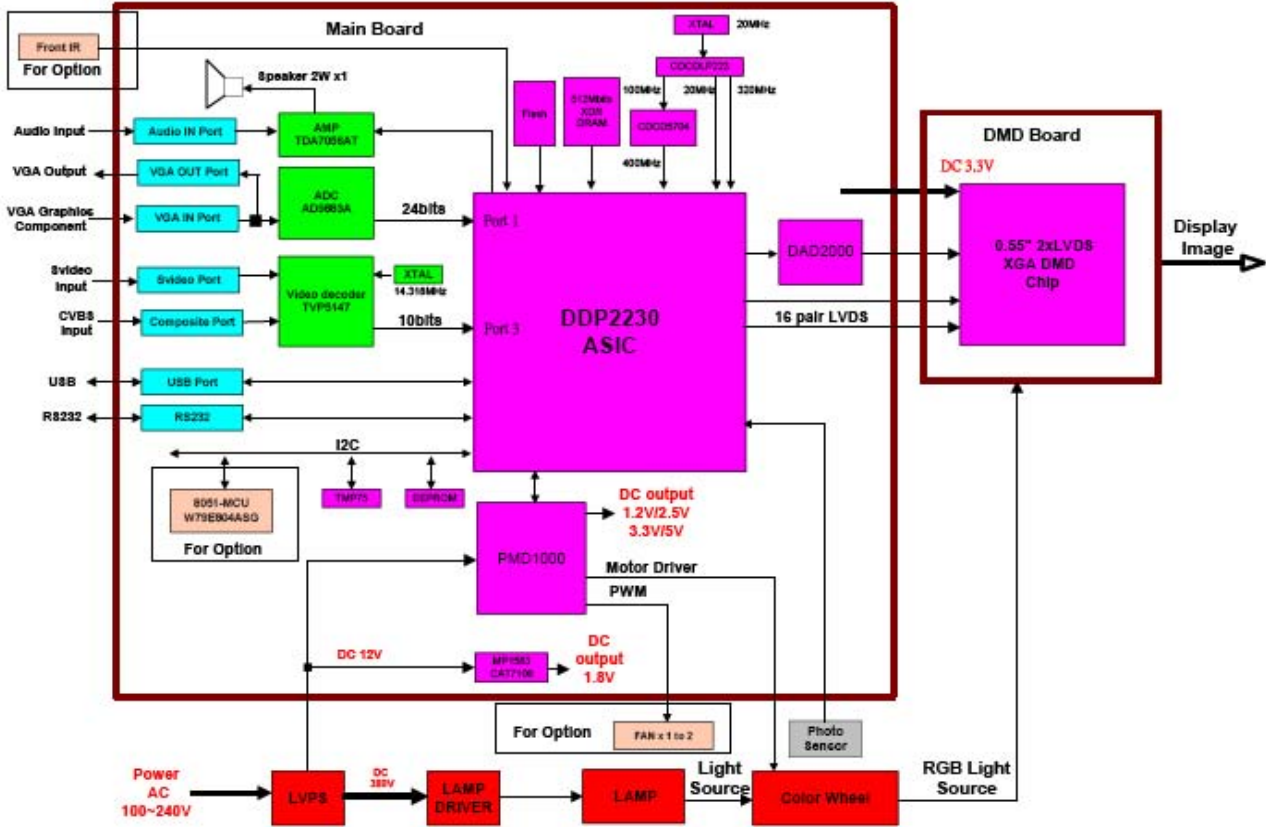 Main Board
Front IR
For Option
Speaker 2W x1
XTAL
20MHz
100MHz
20MHz
320MHz
Flash
512Mbits
XDR
DRAM
CDCD5704
400MHz
Audio Input
Audio IN Port
AMP
TDA7056AT
VGA Output
VGA OUT Port
ADC
VGA Graphics
Component
VGA IN Port
24bits
Port 1
Svideo
Input
Svideo Port
Video decoder
TVP5147
XTAL
14.318MHz
CVBS
Input
Composite Port
10bits
Port 3
DDP2230
ASIC
DAD2000
16 pair LVDS
DMD Board
DC 3.3V
0.55" 2xLVDS
XGA DMD
Chip
Display
Image
USB
USB Port
RS232
RS232
I2C
8051-MCU
W79E804ASG
For Option
TMP75
EEPROM
PMD1000
DC output
1.2V/2.5V
3.3V/5V
Motor Driver
PWM
DC 12V
DC
output
1.8V
For Option
FAN x 1 to 2
Photo
Sensor
Power
AC
100~240V
LVPS
DC
380V
LAMP
DRIVER
LAMP
Light
Source
Color Wheel
RGB Light
Source